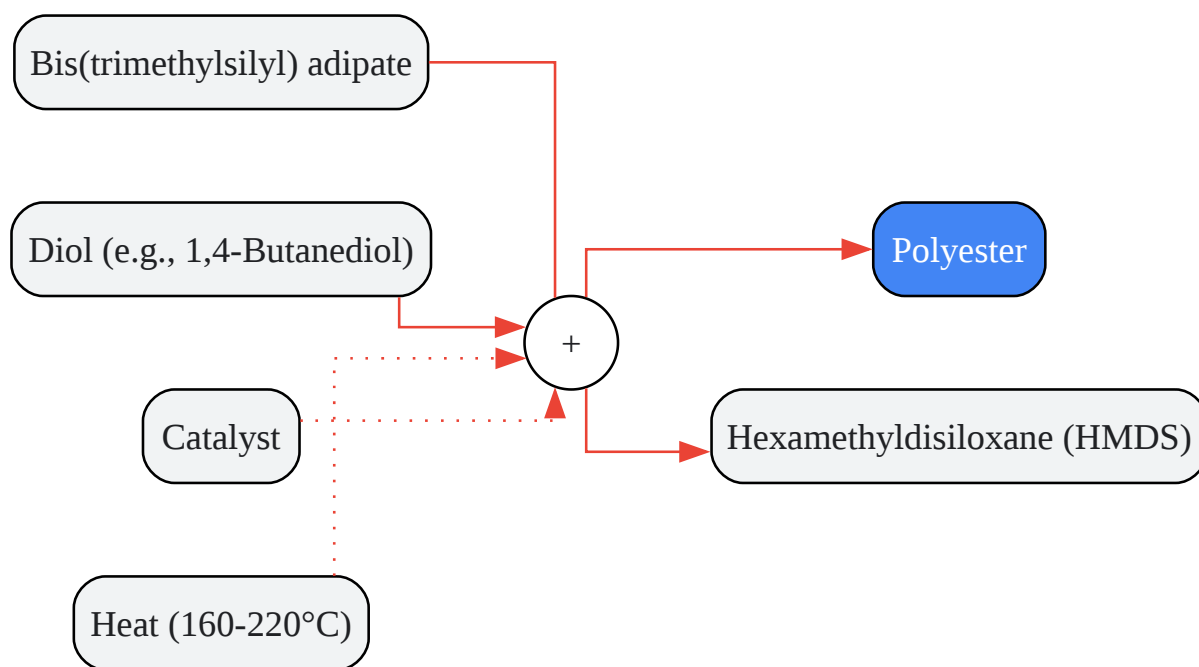 Bis(trimethylsilyl) adipate
Diol (e.g., 1,4-Butanediol)
Polyester
+
Catalyst
Hexamethyldisiloxane (HMDS)
Heat (160-220°C)